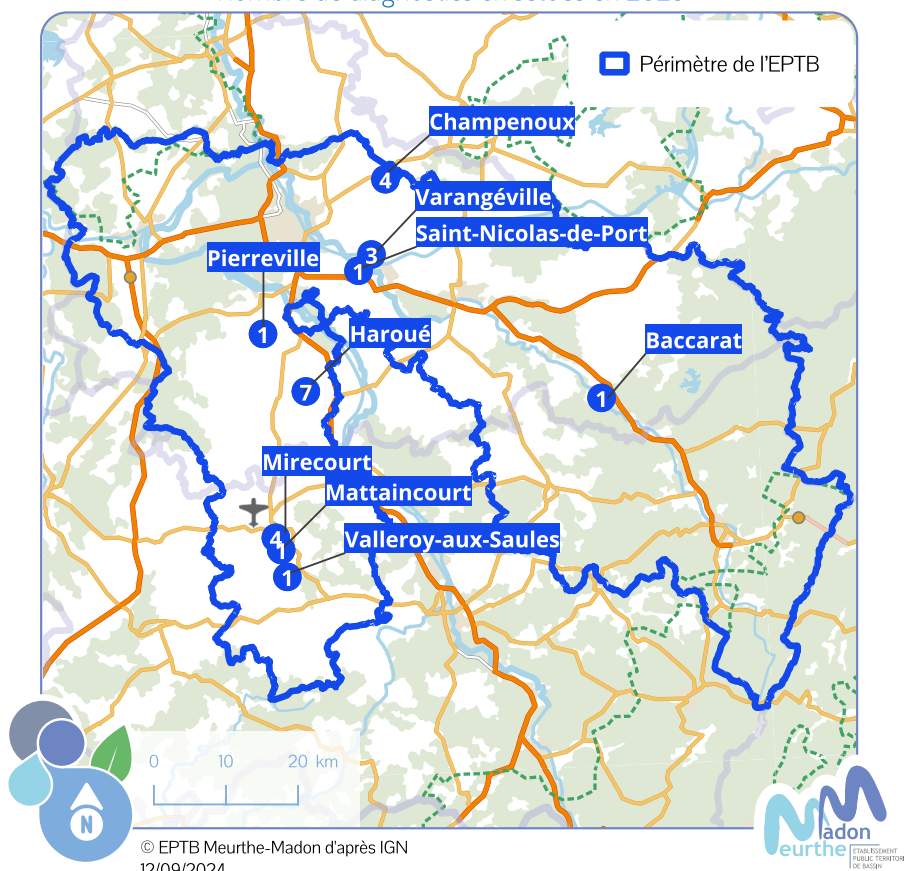 Périmètre de l'EPTB
Champenoux
4
Varangéville
Saint-Nicolas-de-Port
3
1
Pierreville
1
Haroué
7
Baccarat
1
Mirecourt
Mattaincourt
4
1
Valleroy-aux-Saules
1
0 10 20 km
N
© EPTB Meurthe-Madon d'après IGN
12/09/2024
Madon
Meurthe
ETABLISSEMENT
PUBLIC TERRITOR
DE BASSIN